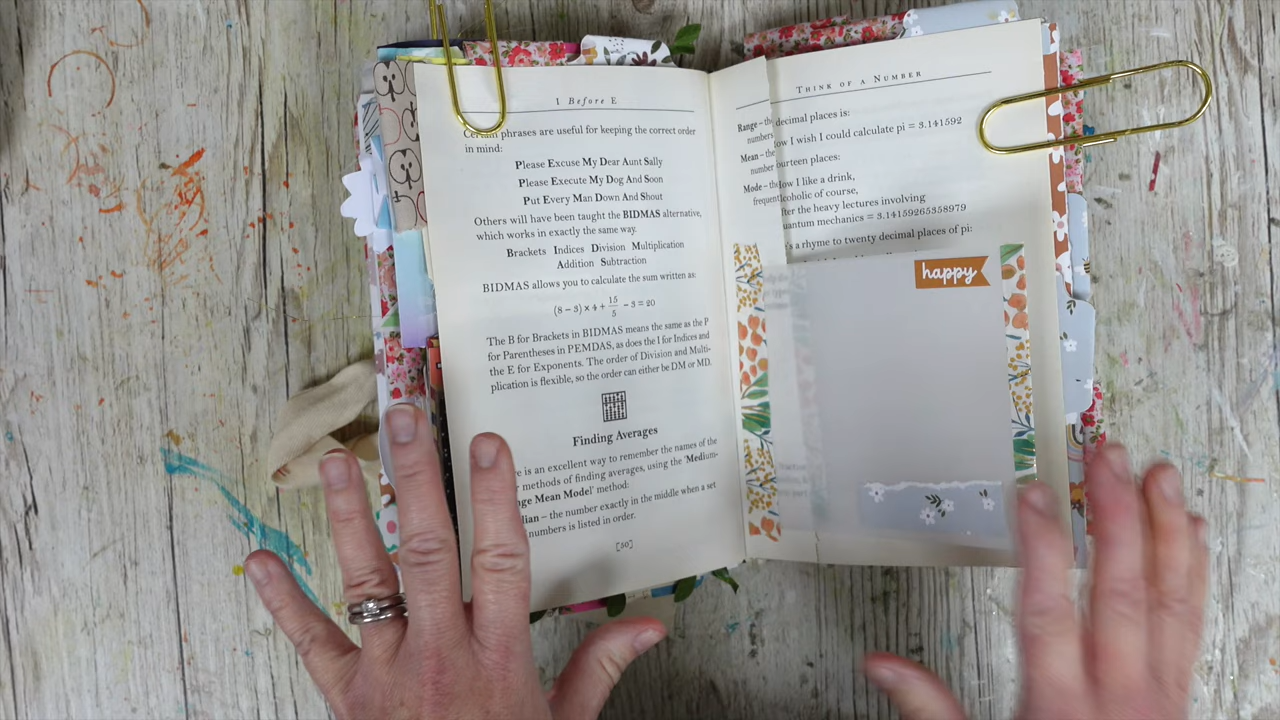 I Before E
Certain phrases are useful for keeping the correct order
in mind:
Please Excuse My Dear Aunt Sally
Please Execute My Dog And Soon
Put Every Man Down And Shout
Others will have been taught the BIDMAS alternative,
which works in exactly the same way.
Brackets Indices Division Multiplication
Addition Subtraction
BIDMAS allows you to calculate the sum written as:
(8 – 3) × 4 + 15/5 – 3 = 20
The B for Brackets in BIDMAS means the same as the P
for Parentheses in PEMDAS, as does the I for Indices and
the E for Exponents. The order of Division and Multi-
plication is flexible, so the order can either be DM or MD.
Finding Averages
is an excellent way to remember the names of the
methods of finding averages, using the 'Medium-
Mean Model' method:
– the number exactly in the middle when a set
numbers is listed in order.
[50]
Think of a Number
Range – the
numbers
Mean – the
number
Mode – the
frequent
decimal places is:
I wish I could calculate pi = 3.141592
fourteen places:
How I like a drink,
alcoholic of course,
after the heavy lectures involving
quantum mechanics = 3.14159265358979
a rhyme to twenty decimal places of pi:
happy